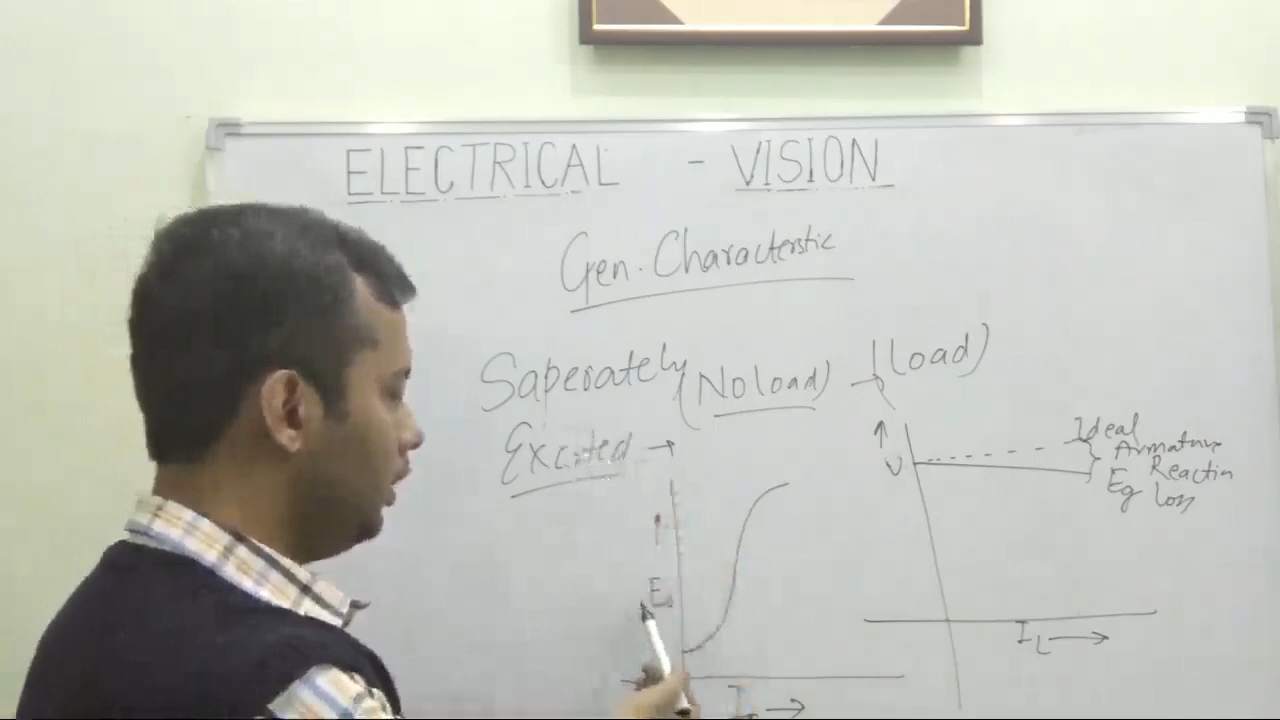 ELECTRICAL - VISION
Gen. Characterstic
Saperately (No load) → (load)
Excited →
↑
V
Ideal
Armature
Reaction
Eg loss
E
I_L →